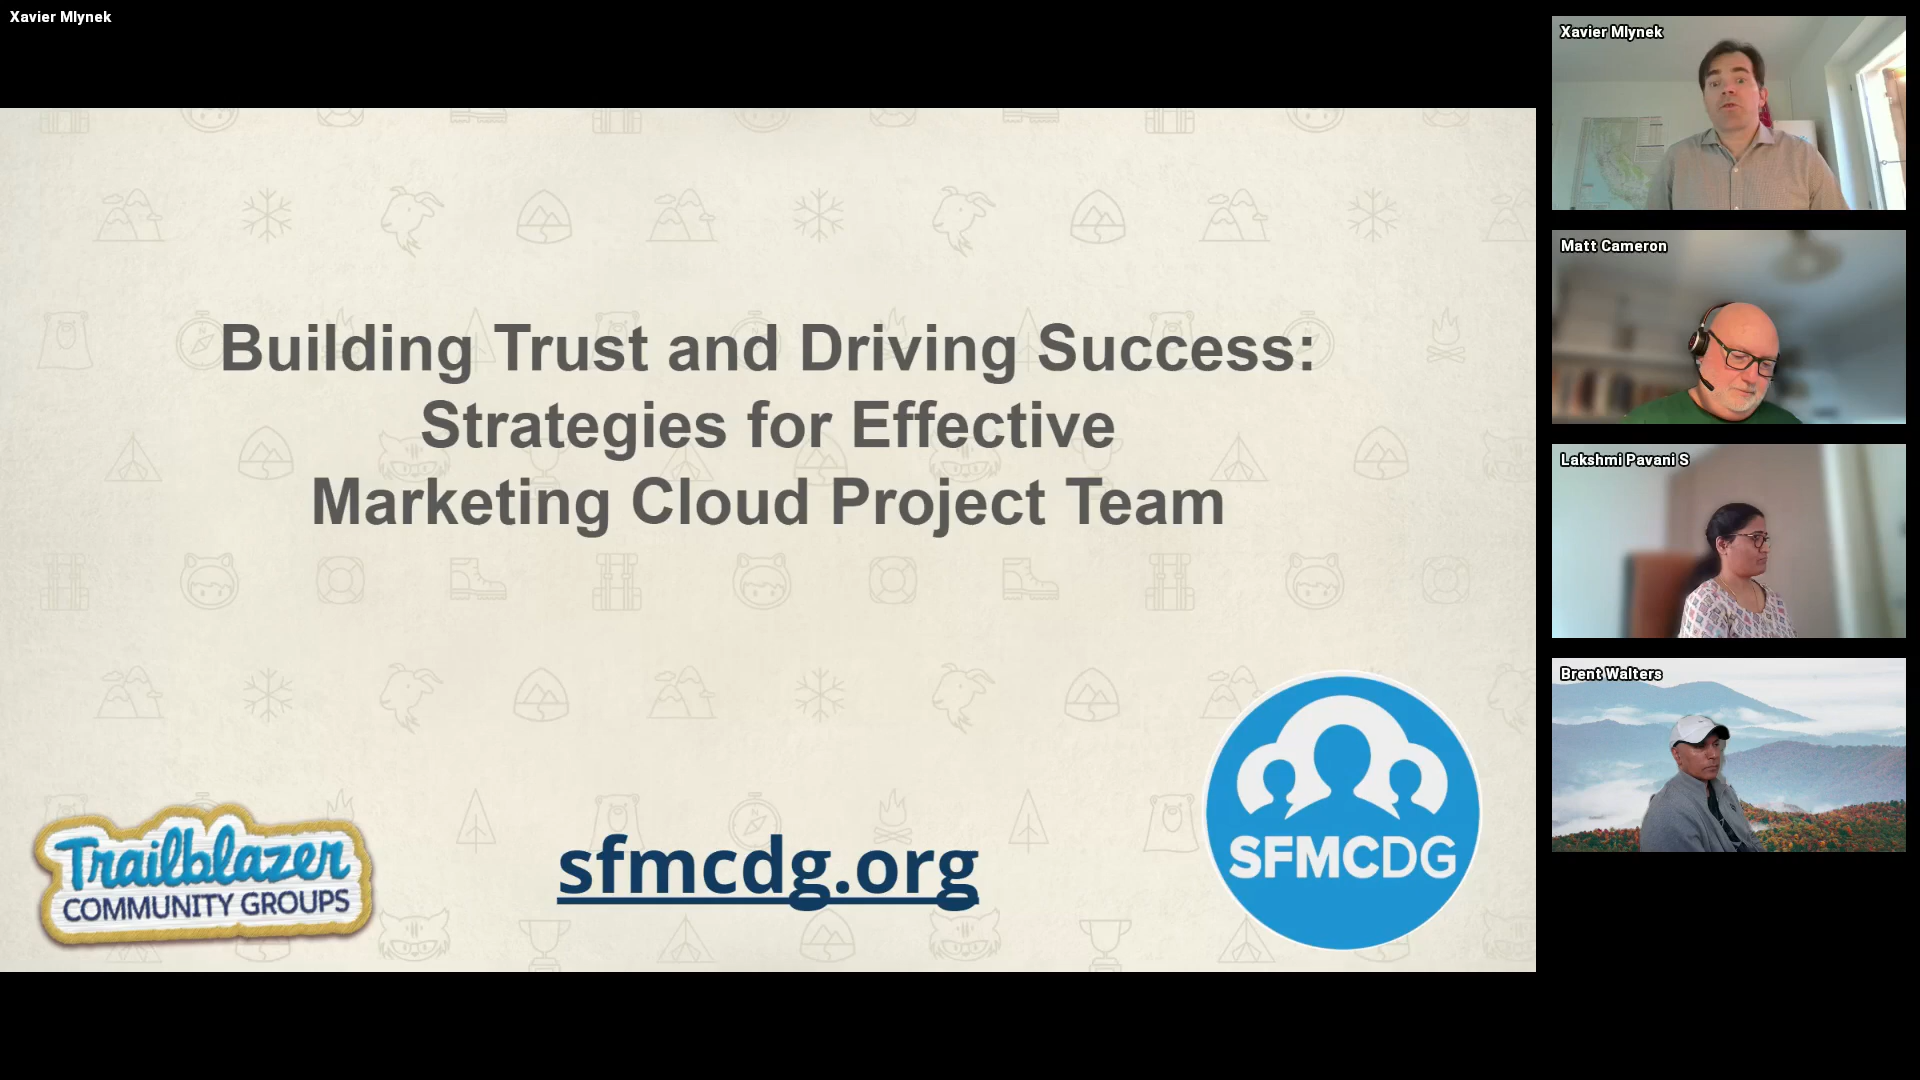 Xavier Mlynek
Building Trust and Driving Success:
Strategies for Effective
Marketing Cloud Project Team
Trailblazer
COMMUNITY GROUPS
sfmcdg.org
SFMCDG
Xavier Mlynek
Matt Cameron
Lakshmi Pavani S
Brent Walters